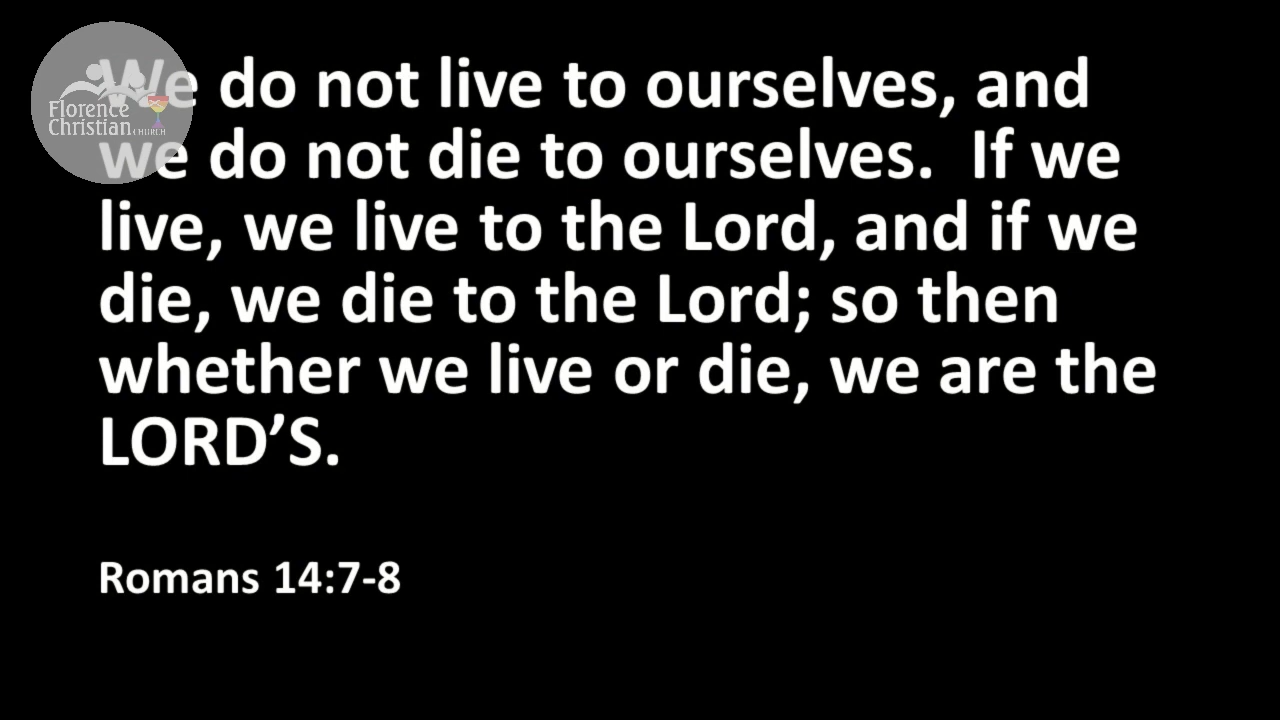 We do not live to ourselves, and
we do not die to ourselves.  If we
live, we live to the Lord, and if we
die, we die to the Lord; so then
whether we live or die, we are the
LORD’S.
Romans 14:7-8
Florence
Christian CHURCH